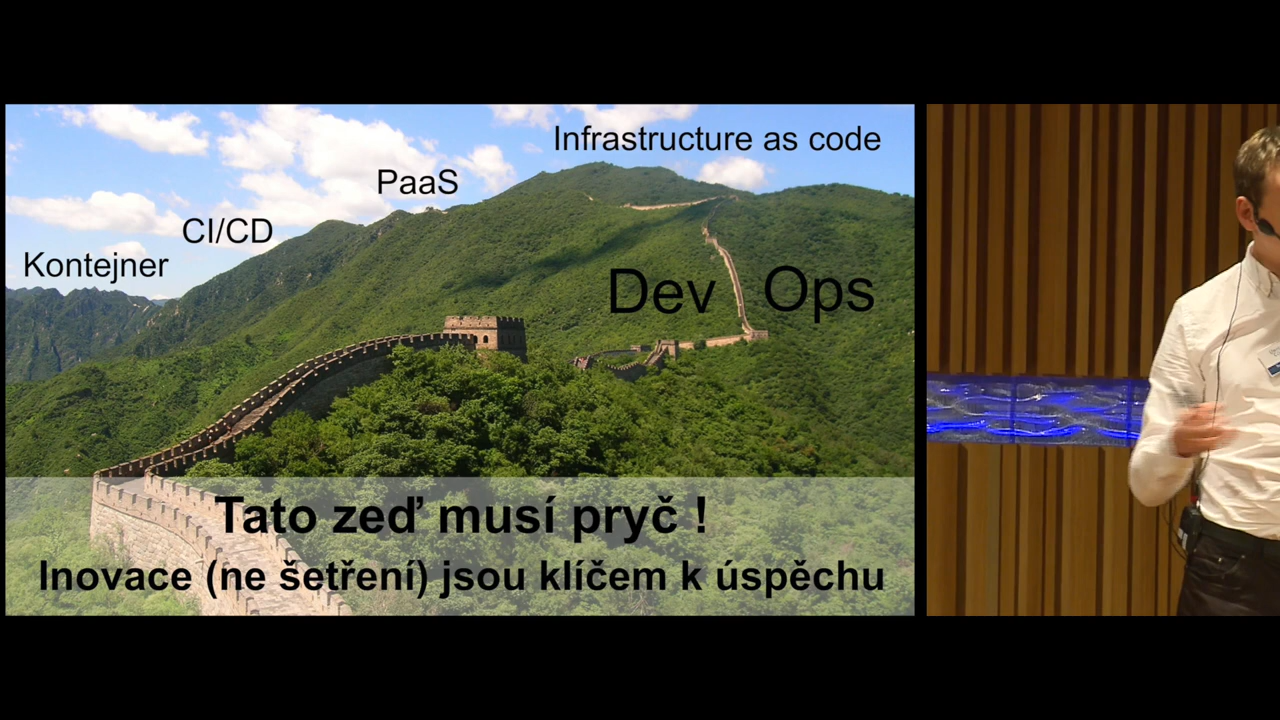 Infrastructure as code
PaaS
CI/CD
Kontejner
Dev Ops
Tato zeď musí pryč !
Inovace (ne šetření) jsou klíčem k úspěchu